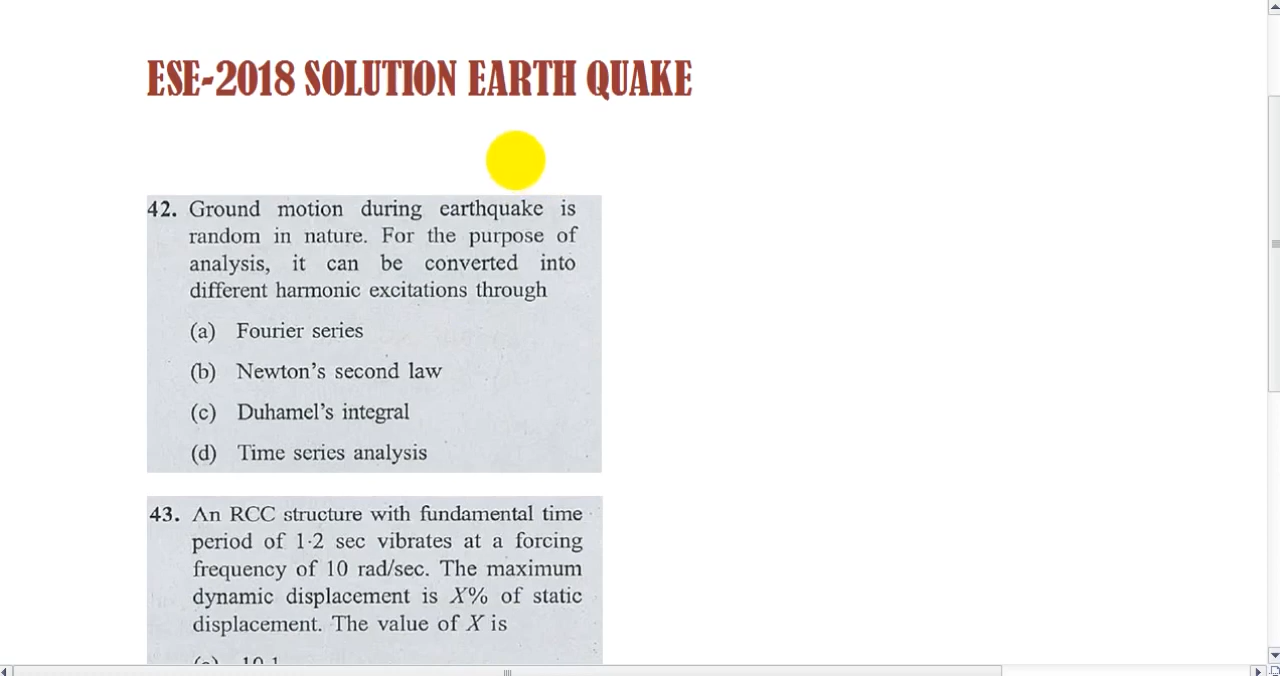 ESE-2018 SOLUTION EARTH QUAKE
42. Ground motion during earthquake is
random in nature. For the purpose of
analysis, it can be converted into
different harmonic excitations through
(a) Fourier series
(b) Newton's second law
(c) Duhamel's integral
(d) Time series analysis
43. An RCC structure with fundamental time
period of 1·2 sec vibrates at a forcing
frequency of 10 rad/sec. The maximum
dynamic displacement is X% of static
displacement. The value of X is